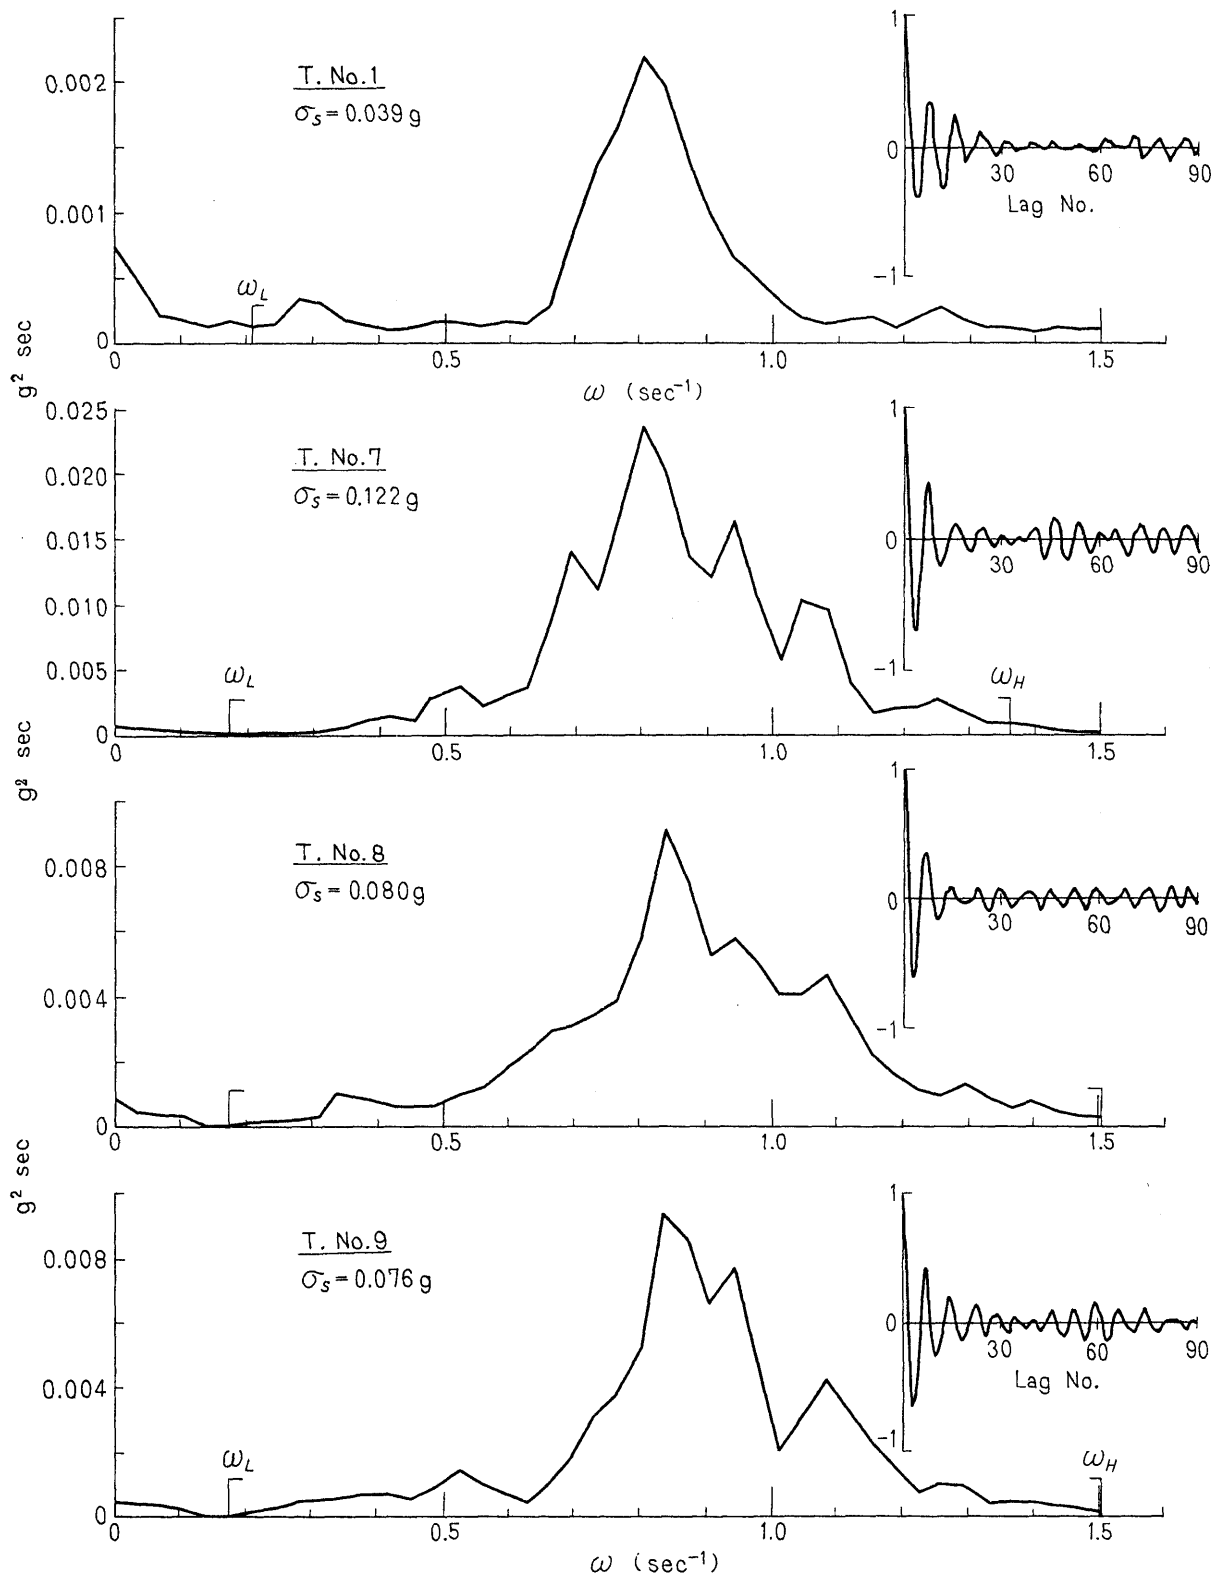 T. No.1
σs = 0.039 g
0.002
0.001
0
g² sec
ωL
0 0.5 1.0 1.5
ω (sec⁻¹)
1
0
-1
30 60 90
Lag No.
T. No.7
σs = 0.122 g
0.025
0.020
0.015
0.010
0.005
0
g² sec
ωL
ωH
0 0.5 1.0 1.5
1
0
-1
30 60 90
T. No.8
σs = 0.080 g
0.008
0.004
0
g² sec
0 0.5 1.0 1.5
1
0
-1
30 60 90
T. No.9
σs = 0.076 g
0.008
0.004
0
ωL
ωH
0 0.5 1.0 1.5
ω (sec⁻¹)
1
0
-1
30 60 90
Lag No.